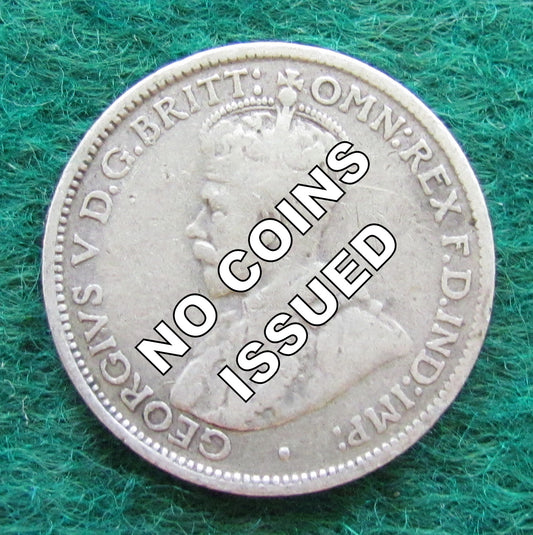 GEORGIVS V D.G.BRITT: OMN: REX F.D.IND:IMP:
NO COINS
ISSUED